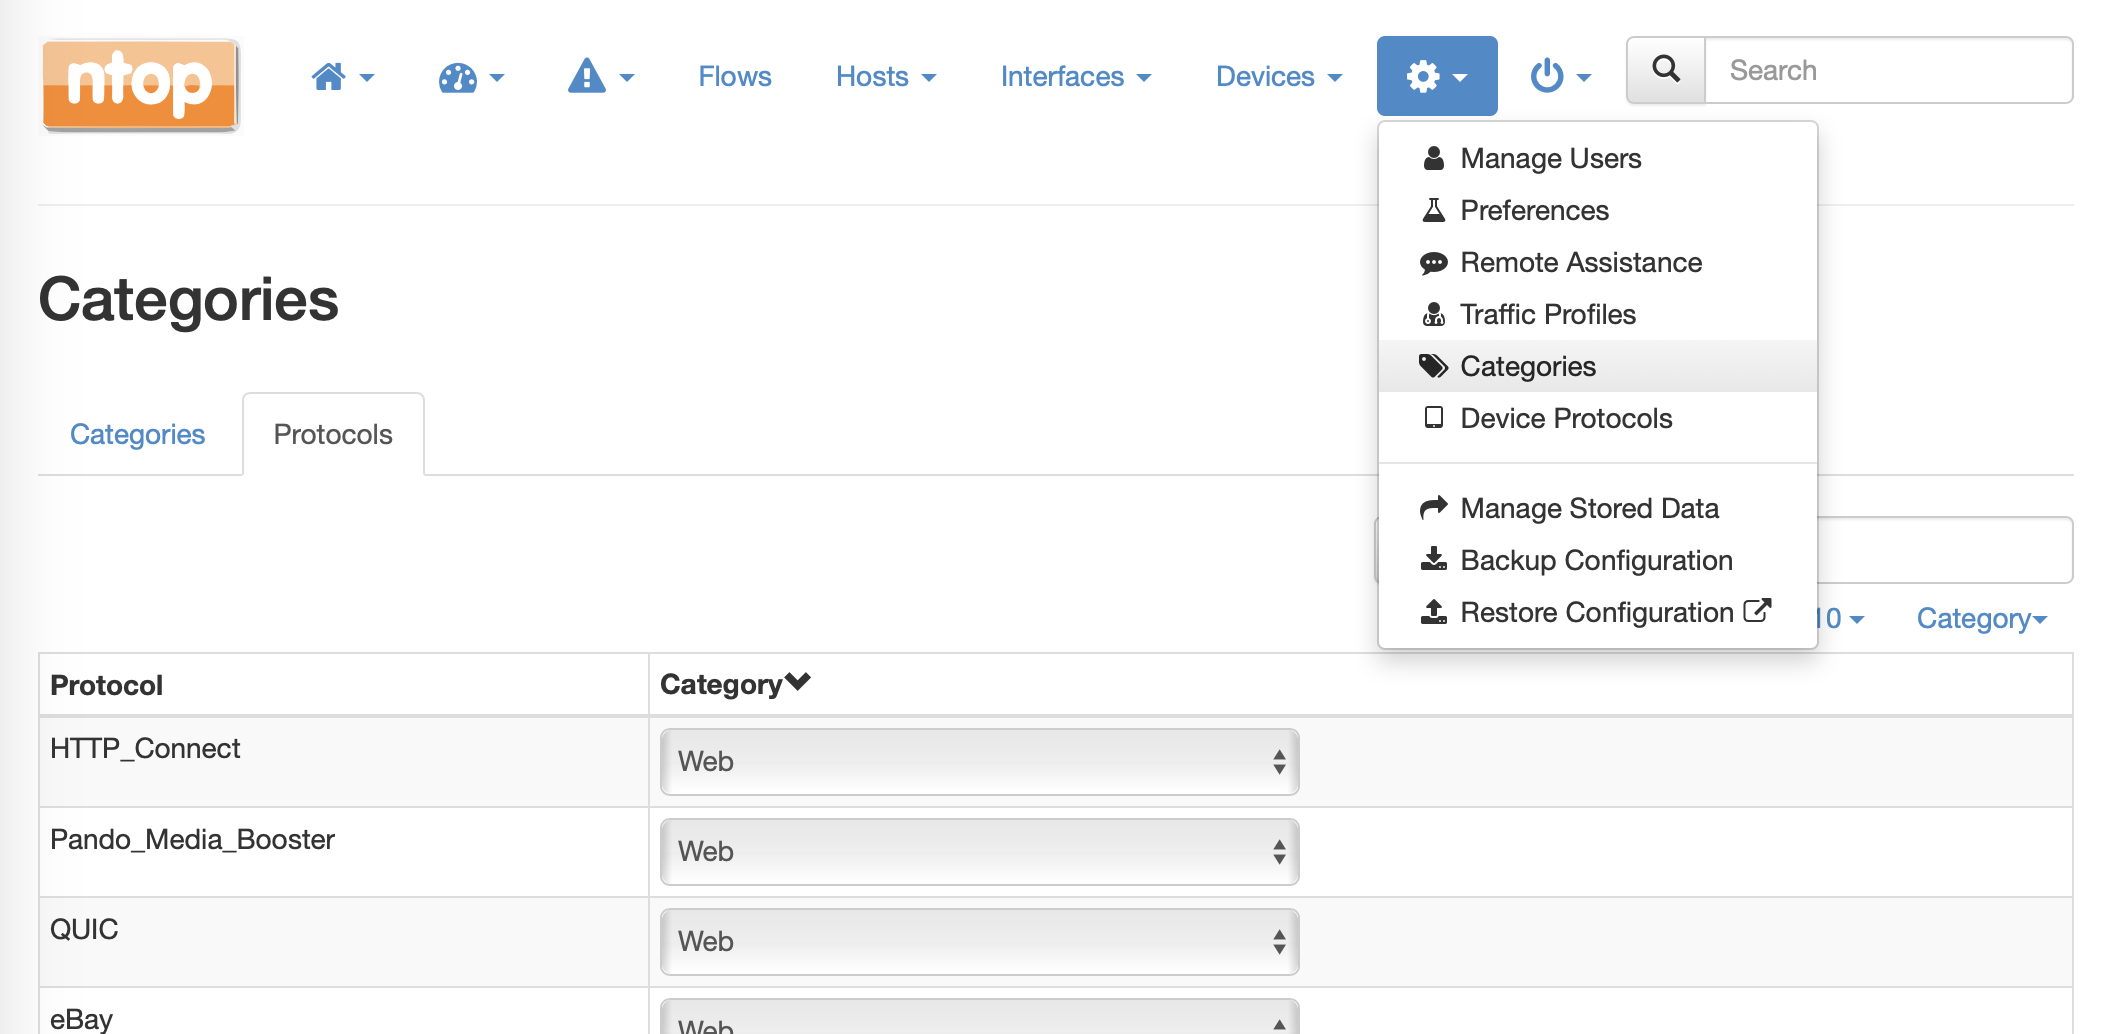 ntop
Flows
Hosts
Interfaces
Devices
Search
Manage Users
Preferences
Remote Assistance
Traffic Profiles
Categories
Device Protocols
Manage Stored Data
Backup Configuration
Restore Configuration
Categories
Categories
Protocols
10
Category
Protocol
Category
HTTP_Connect
Web
Pando_Media_Booster
Web
QUIC
Web
eBay
Web